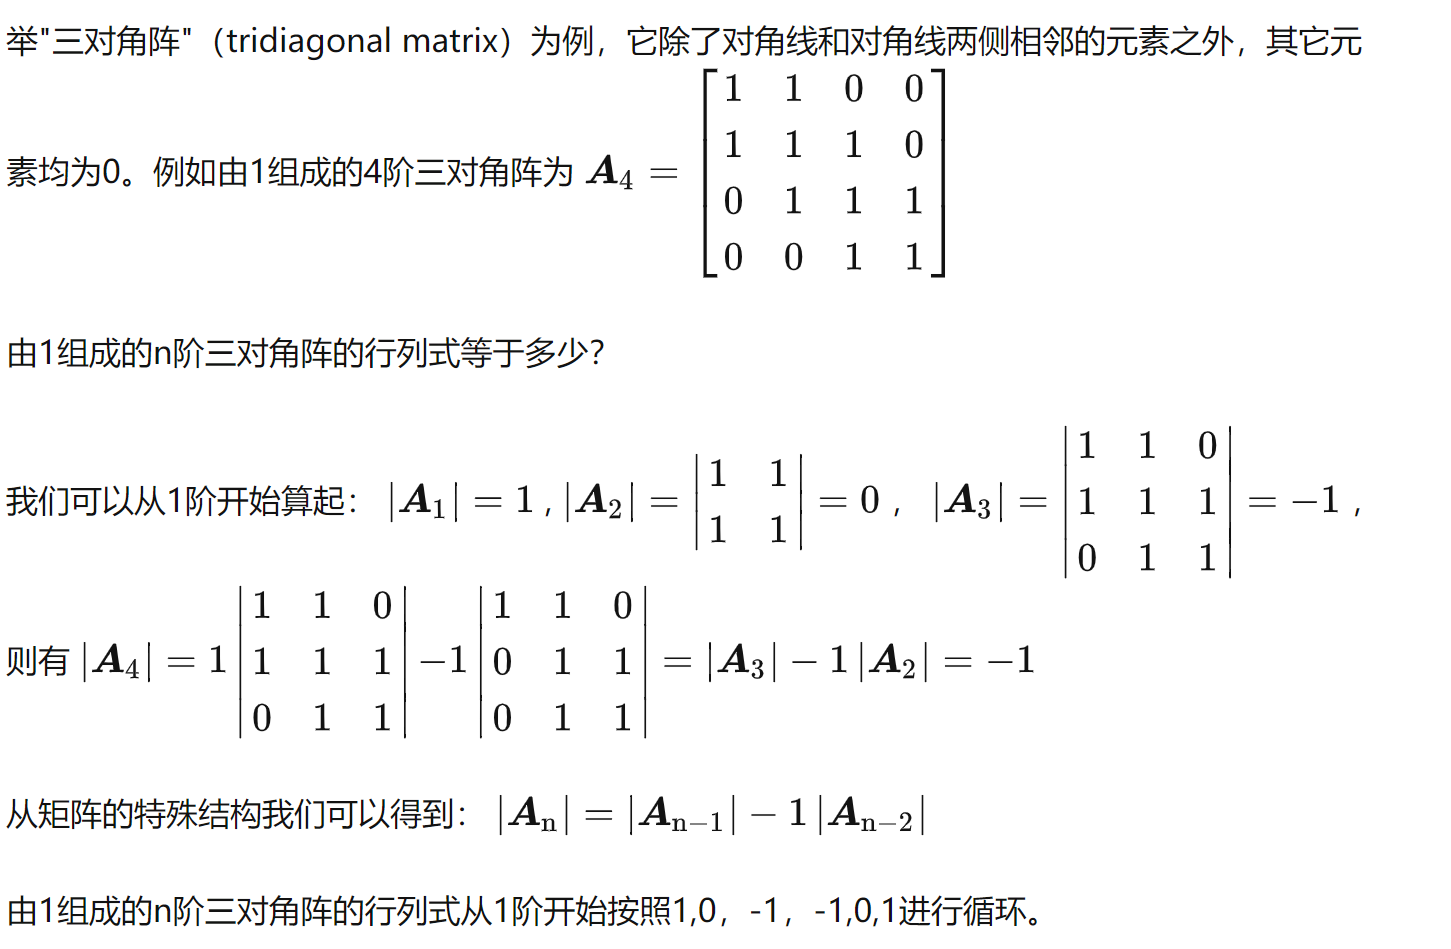 举"三对角阵"（tridiagonal matrix）为例，它除了对角线和对角线两侧相邻的元素之外，其它元
素均为0。例如由1组成的4阶三对角阵为 $\boldsymbol{A}_4 = \begin{bmatrix} 1 & 1 & 0 & 0 \\ 1 & 1 & 1 & 0 \\ 0 & 1 & 1 & 1 \\ 0 & 0 & 1 & 1 \end{bmatrix}$
由1组成的n阶三对角阵的行列式等于多少？
我们可以从1阶开始算起： $|\boldsymbol{A}_1| = 1$ , $|\boldsymbol{A}_2| = \begin{vmatrix} 1 & 1 \\ 1 & 1 \end{vmatrix} = 0$ ， $|\boldsymbol{A}_3| = \begin{vmatrix} 1 & 1 & 0 \\ 1 & 1 & 1 \\ 0 & 1 & 1 \end{vmatrix} = -1$ ，
则有 $|\boldsymbol{A}_4| = 1 \begin{vmatrix} 1 & 1 & 0 \\ 1 & 1 & 1 \\ 0 & 1 & 1 \end{vmatrix} - 1 \begin{vmatrix} 1 & 1 & 0 \\ 0 & 1 & 1 \\ 0 & 1 & 1 \end{vmatrix} = |\boldsymbol{A}_3| - 1 |\boldsymbol{A}_2| = -1$
从矩阵的特殊结构我们可以得到： $|\boldsymbol{A}_{\mathrm{n}}| = |\boldsymbol{A}_{\mathrm{n-1}}| - 1 |\boldsymbol{A}_{\mathrm{n-2}}|$
由1组成的n阶三对角阵的行列式从1阶开始按照1,0，-1，-1,0,1进行循环。